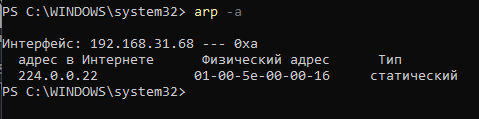 PS C:\WINDOWS\system32> arp -a
Интерфейс: 192.168.31.68 --- 0xa
адрес в Интернете Физический адрес Тип
224.0.0.22 01-00-5e-00-00-16 статический
PS C:\WINDOWS\system32>